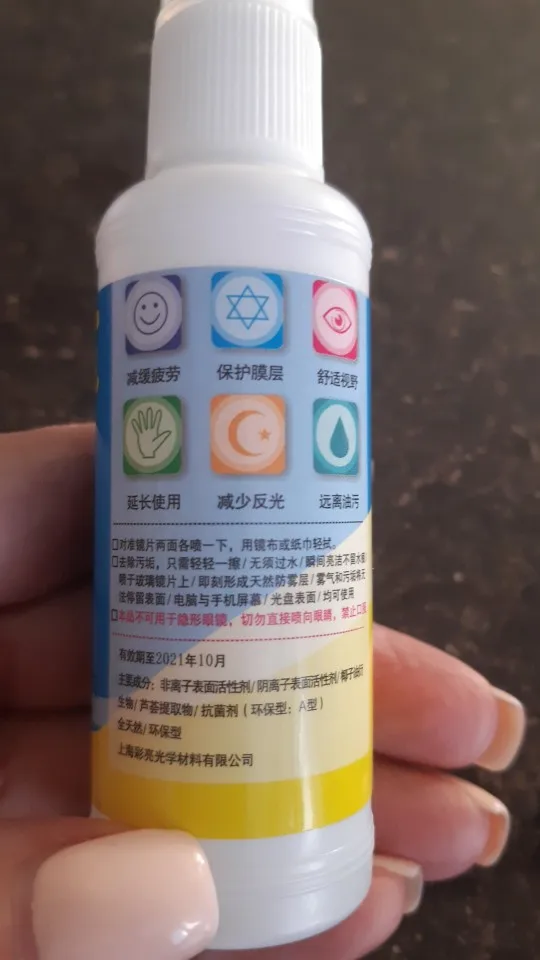 减缓疲劳 保护膜层 舒适视野
延长使用 减少反光 远离油污
□对准镜片两面各喷一下，用镜布或纸巾轻拭。
□去除污垢，只需轻轻一擦/无须过水/瞬间亮洁不留水痕
喷于玻璃镜片上/即刻形成天然防雾层/雾气和污垢将无
法停留表面/电脑与手机屏幕/光盘表面/均可使用
□本品不可用于隐形眼镜，切勿直接喷向眼睛，禁止口服
有效期至2021年10月
主要成分：非离子表面活性剂/阴离子表面活性剂/椰子油衍
生物/芦荟提取物/抗菌剂（环保型：A型）
全天然/环保型
上海彩亮光学材料有限公司